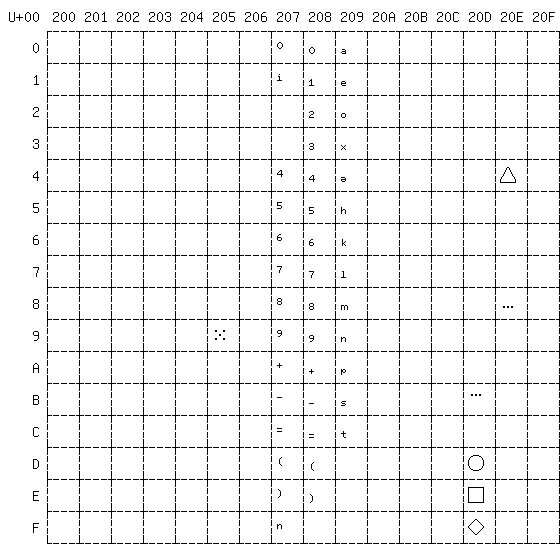 U+00 200 201 202 203 204 205 206 207 208 209 20A 20B 20C 20D 20E 20F
0 ⁰ ₀ ₐ
1 ⁱ ₁ ₑ
2 ₂ ₒ
3 ₃ ₓ
4 ⁴ ₄ ₔ ⃤
5 ⁵ ₅ ₕ
6 ⁶ ₆ ₖ
7 ⁷ ₇ ₗ
8 ⁸ ₈ ₘ ⃨
9 ⁙ ⁹ ₉ ₙ
A ⁺ ₊ ₚ
B ⁻ ₋ ₛ ⃛
C ⁼ ₌ ₜ
D ⁽ ₍ ⃝
E ⁾ ₎ ⃞
F ⁿ ⃟